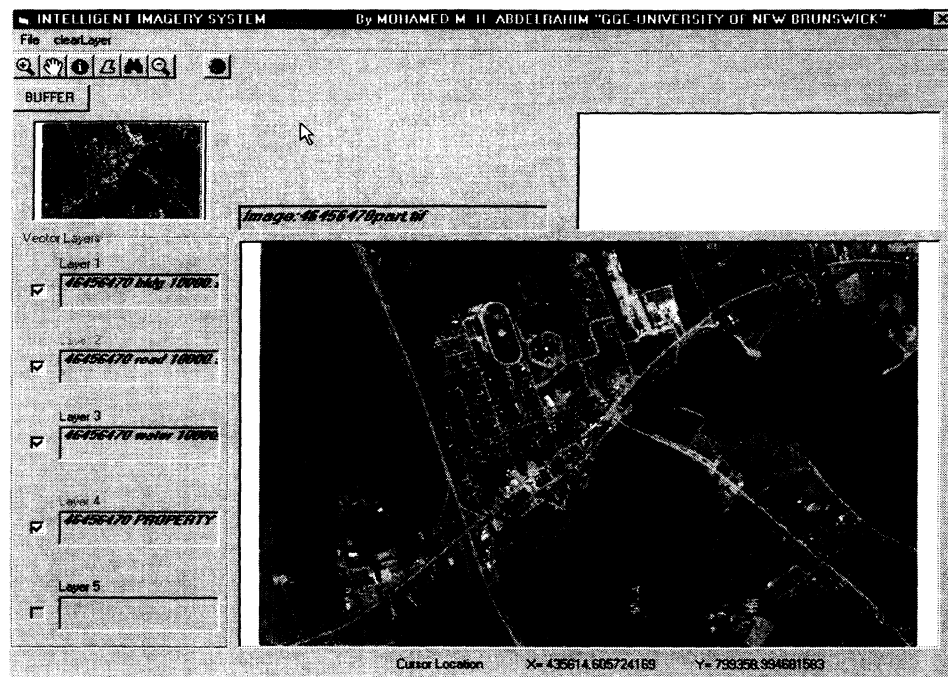 INTELLIGENT IMAGERY SYSTEM By MOHAMED M. H. ABDELRAHIM "GGE-UNIVERSITY OF NEW BRUNSWICK"
File clearLayer
BUFFER
Image:46456470part.tif
Vector Layers
Layer 1
46456470 bldg 10000.
Layer 2
46456470 road 10000.
Layer 3
46456470 water 10000
Layer 4
46456470 PROPERTY
Layer 5
Cursor Location X= 435614.605724169 Y= 799358.994681583